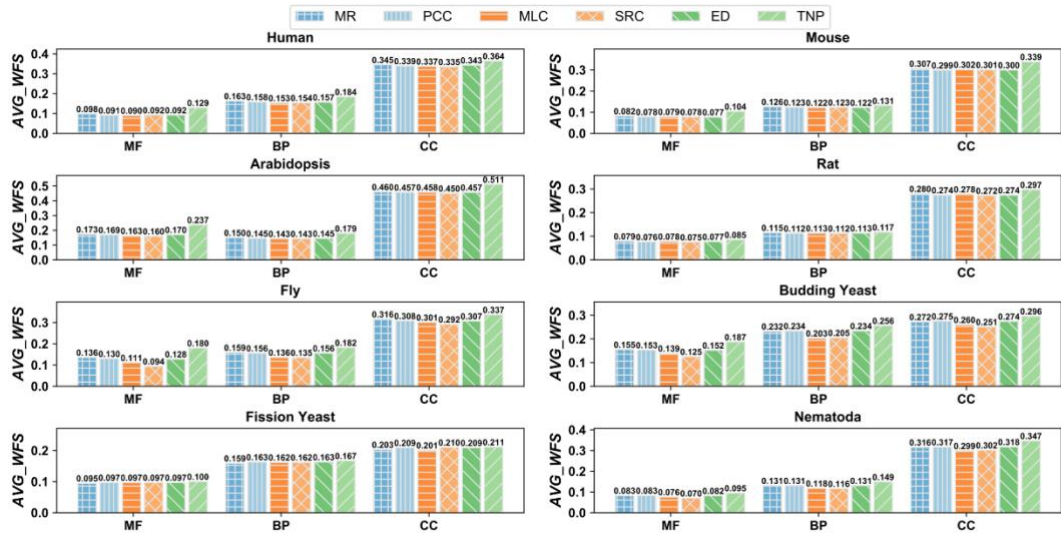 MR PCC MLC SRC ED TNP
Human
AVG_WFS
0.4
0.3
0.2
0.1
0.0
0.098 0.091 0.090 0.092 0.092 0.129
0.163 0.158 0.153 0.154 0.157 0.184
0.345 0.339 0.337 0.335 0.343 0.364
MF BP CC
Mouse
AVG_WFS
0.3
0.2
0.1
0.0
0.082 0.078 0.079 0.078 0.077 0.104
0.126 0.123 0.122 0.123 0.122 0.131
0.307 0.299 0.302 0.301 0.300 0.339
MF BP CC
Arabidopsis
AVG_WFS
0.5
0.4
0.3
0.2
0.1
0.0
0.173 0.169 0.163 0.160 0.170 0.237
0.150 0.145 0.143 0.143 0.145 0.179
0.460 0.457 0.458 0.450 0.457 0.511
MF BP CC
Rat
AVG_WFS
0.3
0.2
0.1
0.0
0.079 0.076 0.078 0.075 0.077 0.085
0.115 0.112 0.113 0.112 0.113 0.117
0.280 0.274 0.278 0.272 0.274 0.297
MF BP CC
Fly
AVG_WFS
0.3
0.2
0.1
0.0
0.136 0.130 0.111 0.094 0.128 0.180
0.159 0.156 0.136 0.135 0.156 0.182
0.316 0.308 0.301 0.292 0.307 0.337
MF BP CC
Budding Yeast
AVG_WFS
0.3
0.2
0.1
0.0
0.155 0.153 0.139 0.125 0.152 0.187
0.232 0.234 0.203 0.205 0.234 0.256
0.272 0.275 0.260 0.251 0.274 0.296
MF BP CC
Fission Yeast
AVG_WFS
0.2
0.1
0.0
0.095 0.097 0.097 0.097 0.097 0.100
0.159 0.163 0.162 0.162 0.163 0.167
0.203 0.209 0.201 0.210 0.209 0.211
MF BP CC
Nematoda
AVG_WFS
0.4
0.3
0.2
0.1
0.0
0.083 0.083 0.076 0.070 0.082 0.095
0.131 0.131 0.118 0.116 0.131 0.149
0.316 0.317 0.299 0.302 0.318 0.347
MF BP CC